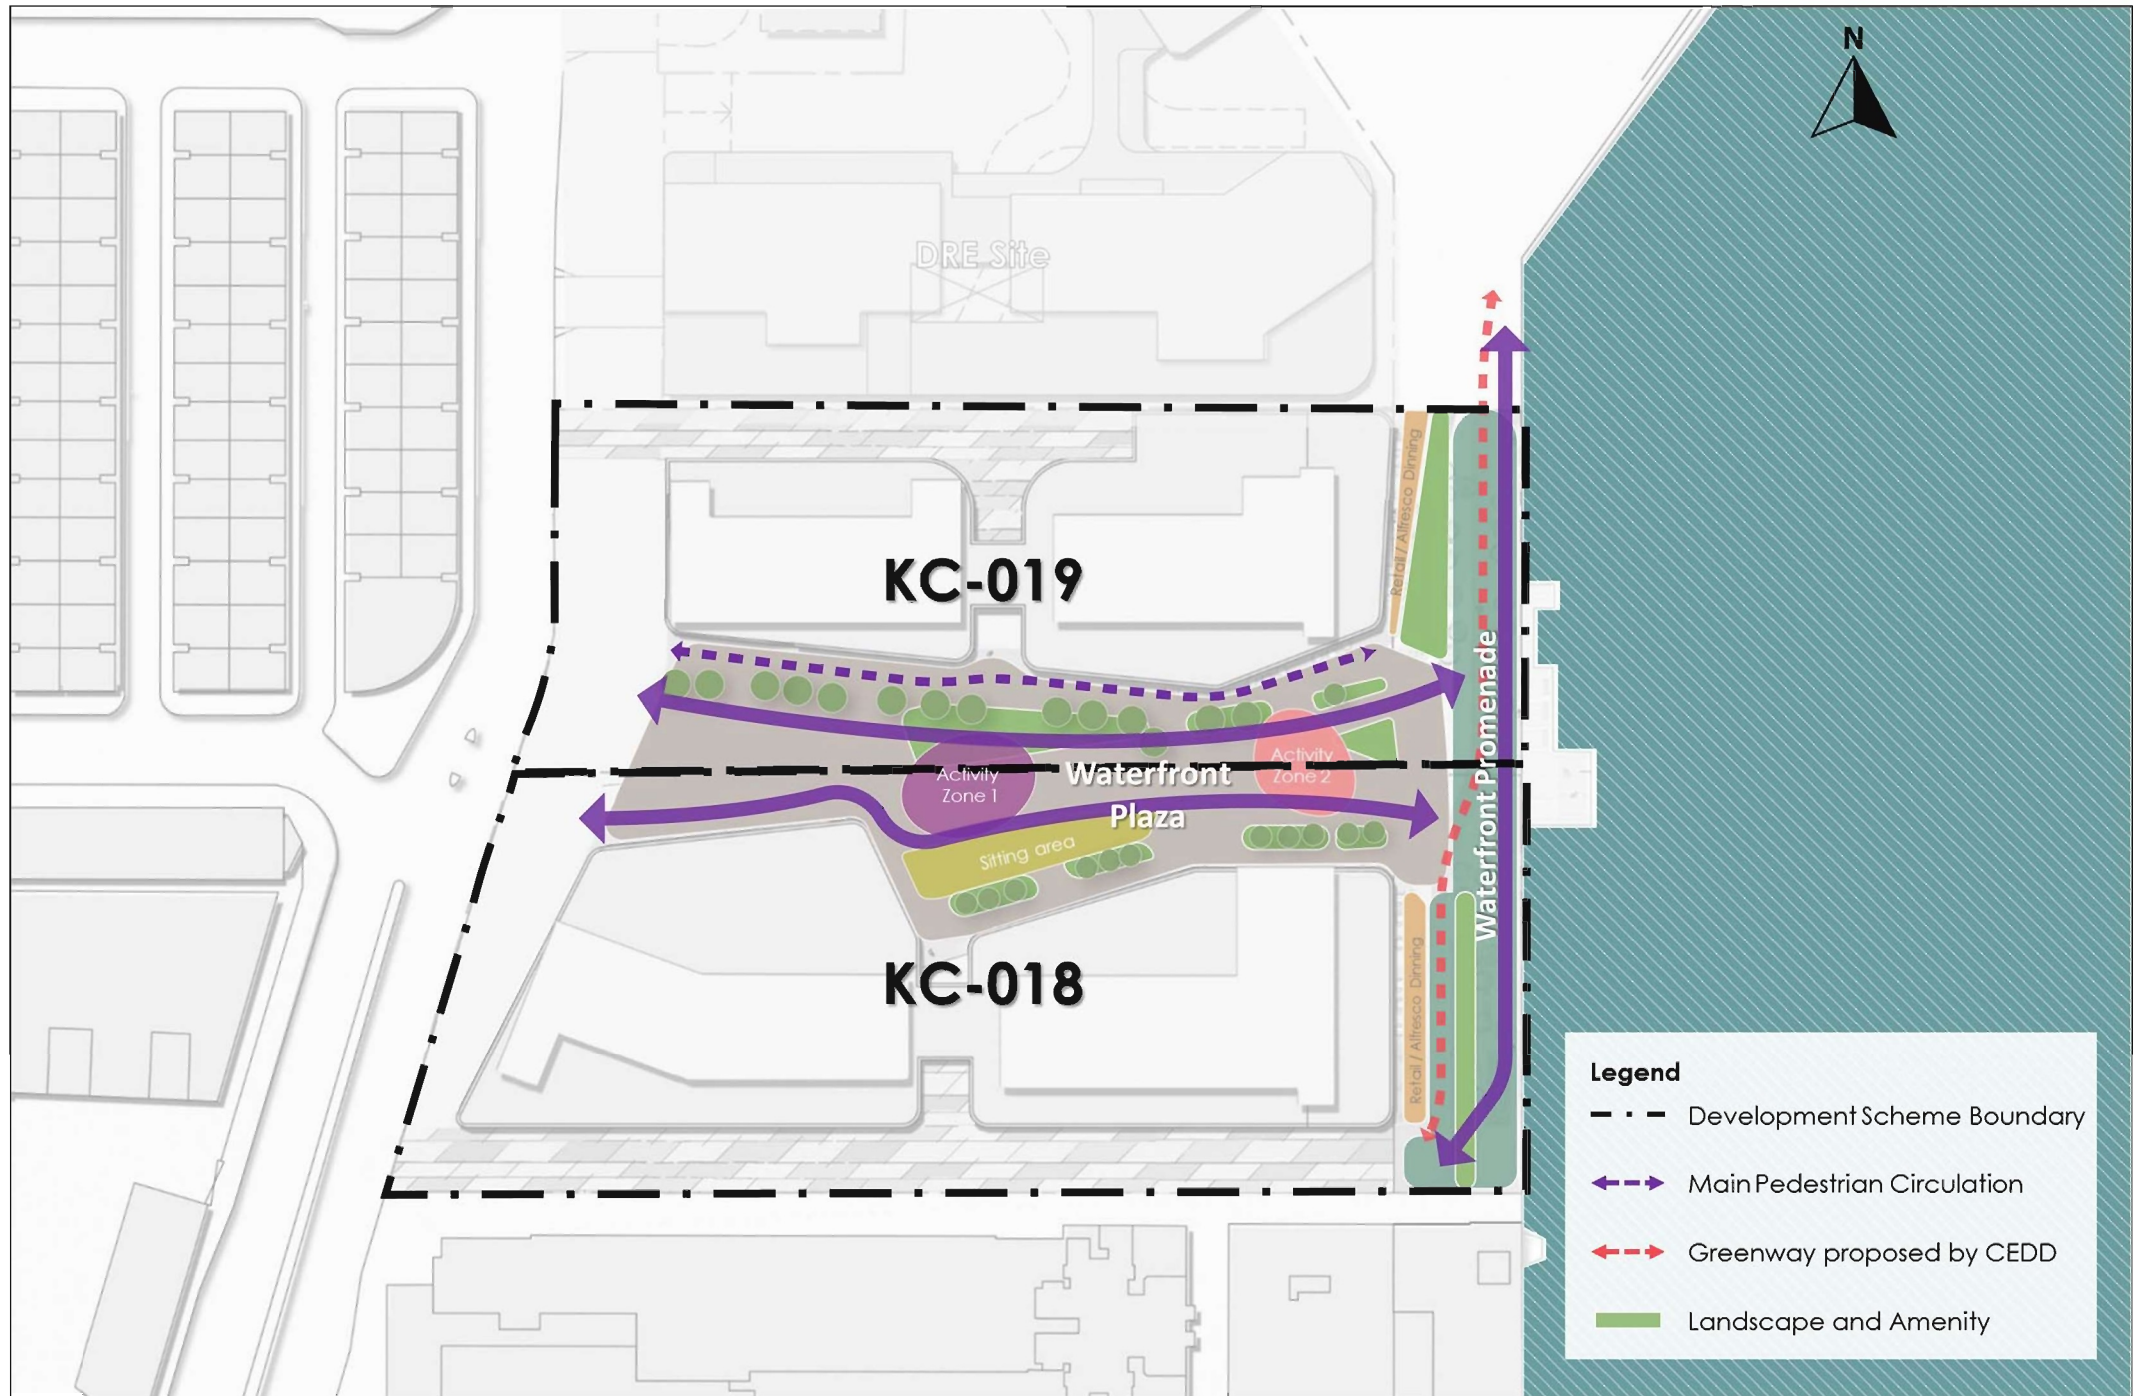 N
DRE Site
Retail / Alfresco Dinning
KC-019
Waterfront Promenade
Activity
Zone 1
Waterfront
Plaza
Activity
Zone 2
Sitting area
KC-018
Retail / Alfresco Dinning
Legend
Development Scheme Boundary
Main Pedestrian Circulation
Greenway proposed by CEDD
Landscape and Amenity